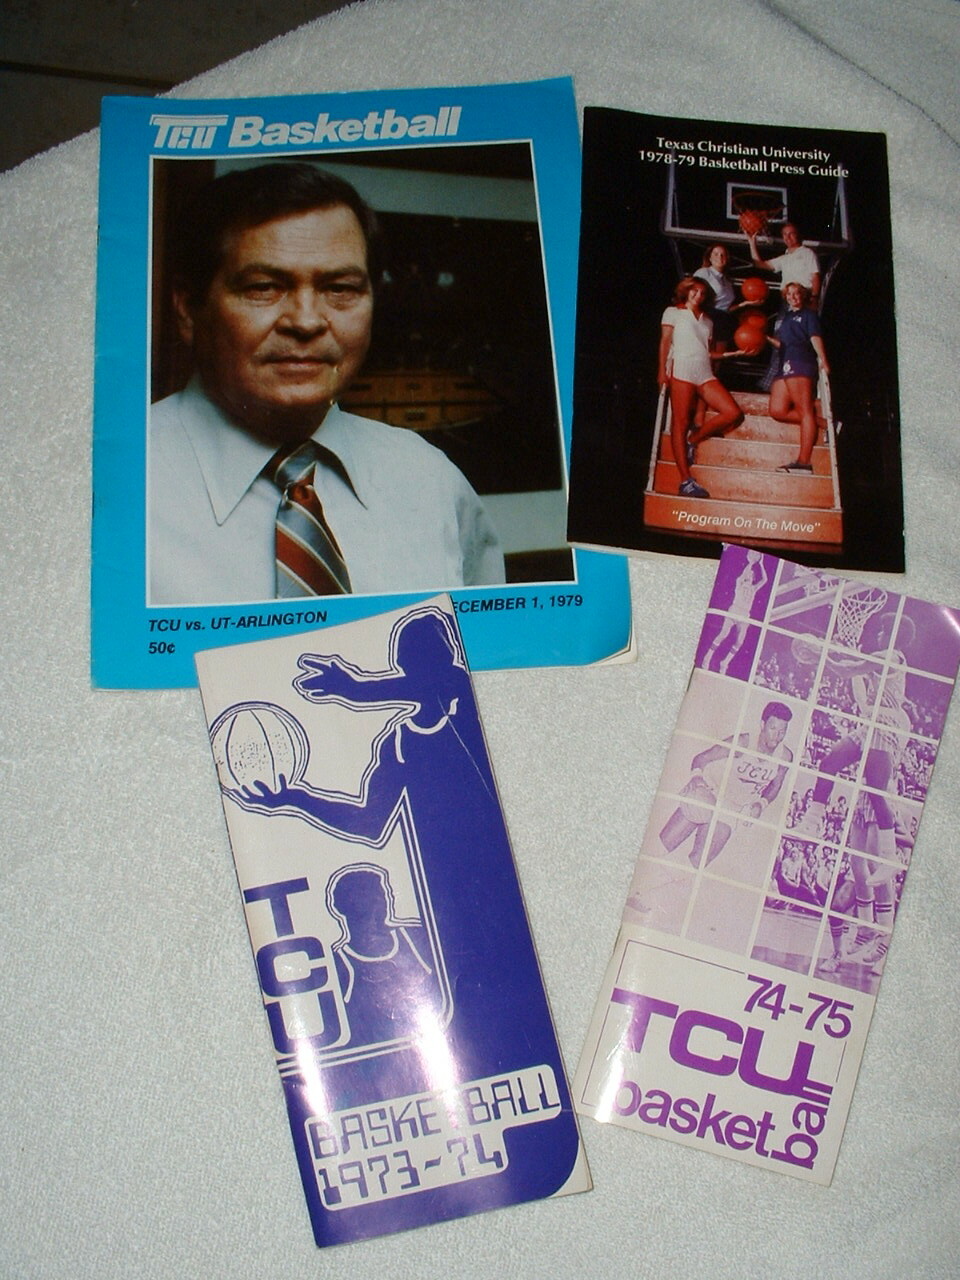 TCU Basketball
TCU vs. UT-ARLINGTON
ECEMBER 1, 1979
50¢
Texas Christian University
1978-79 Basketball Press Guide
"Program On The Move"
TCU
BASKETBALL
1973-74
TCU
74-75
TCU
basketball